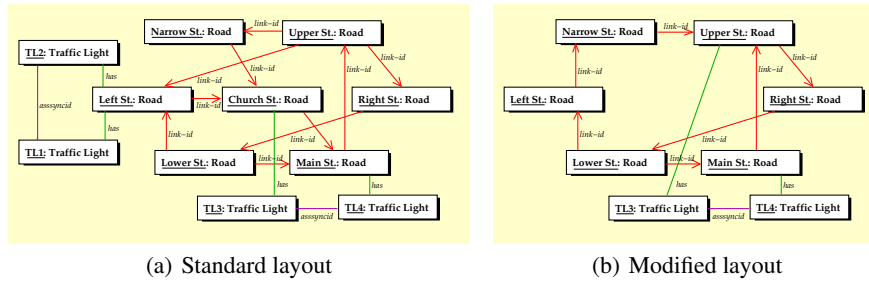 Narrow St.: Road
link−id
Upper St.: Road
TL2: Traffic Light
has
link−id
link−id
link−id
asssyncid
Left St.: Road
link−id
Church St.: Road
Right St.: Road
has
link−id
link−id
link−id
link−id
TL1: Traffic Light
Lower St.: Road
link−id
Main St.: Road
has
has
TL3: Traffic Light
asssyncid
TL4: Traffic Light
(a) Standard layout
Narrow St.: Road
link−id
Upper St.: Road
link−id
link−id
Left St.: Road
Right St.: Road
link−id
link−id
link−id
Lower St.: Road
link−id
Main St.: Road
has
has
TL3: Traffic Light
asssyncid
TL4: Traffic Light
(b) Modified layout